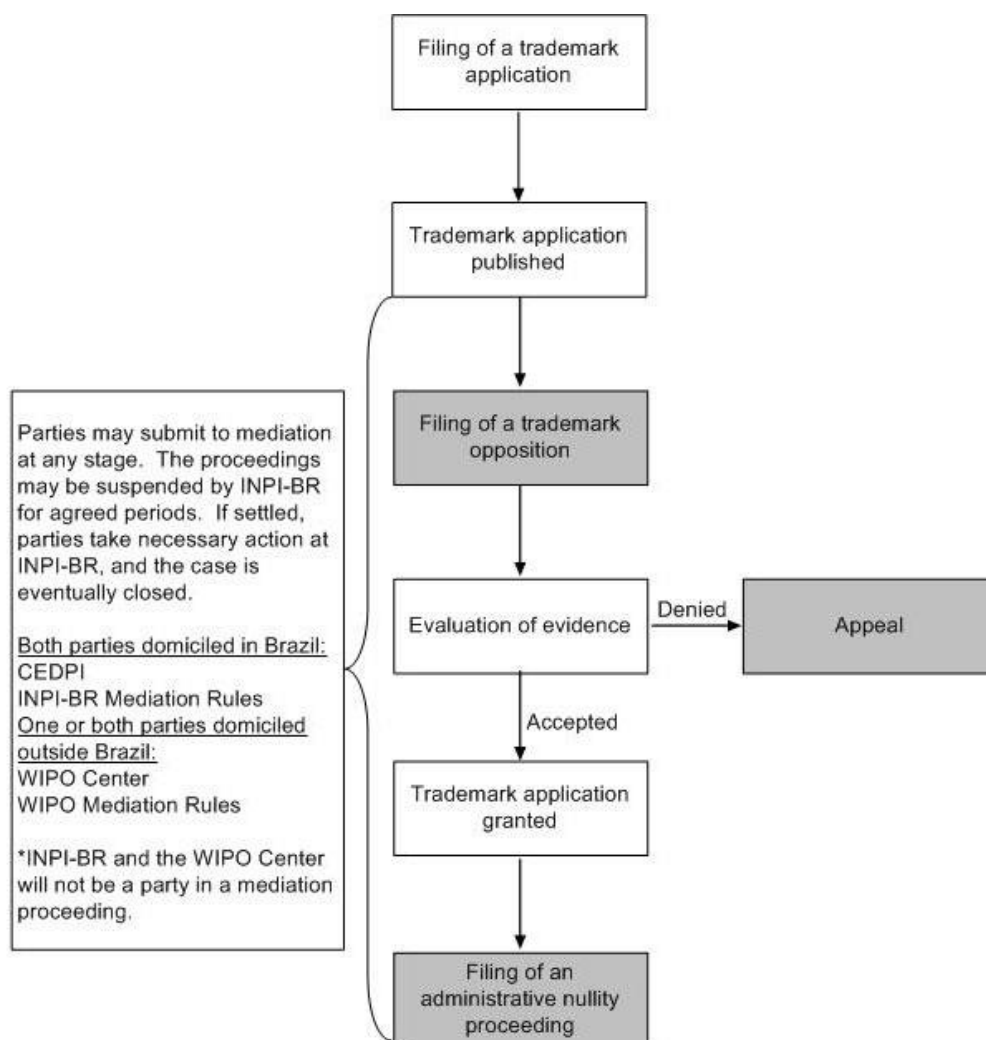 Filing of a trademark
application
Trademark application
published
Filing of a trademark
opposition
Parties may submit to mediation
at any stage.  The proceedings
may be suspended by INPI-BR
for agreed periods.  If settled,
parties take necessary action at
INPI-BR, and the case is
eventually closed.
Both parties domiciled in Brazil:
CEDPI
INPI-BR Mediation Rules
One or both parties domiciled
outside Brazil:
WIPO Center
WIPO Mediation Rules
*INPI-BR and the WIPO Center
will not be a party in a mediation
proceeding.
Evaluation of evidence
Denied
Appeal
Accepted
Trademark application
granted
Filing of an
administrative nullity
proceeding